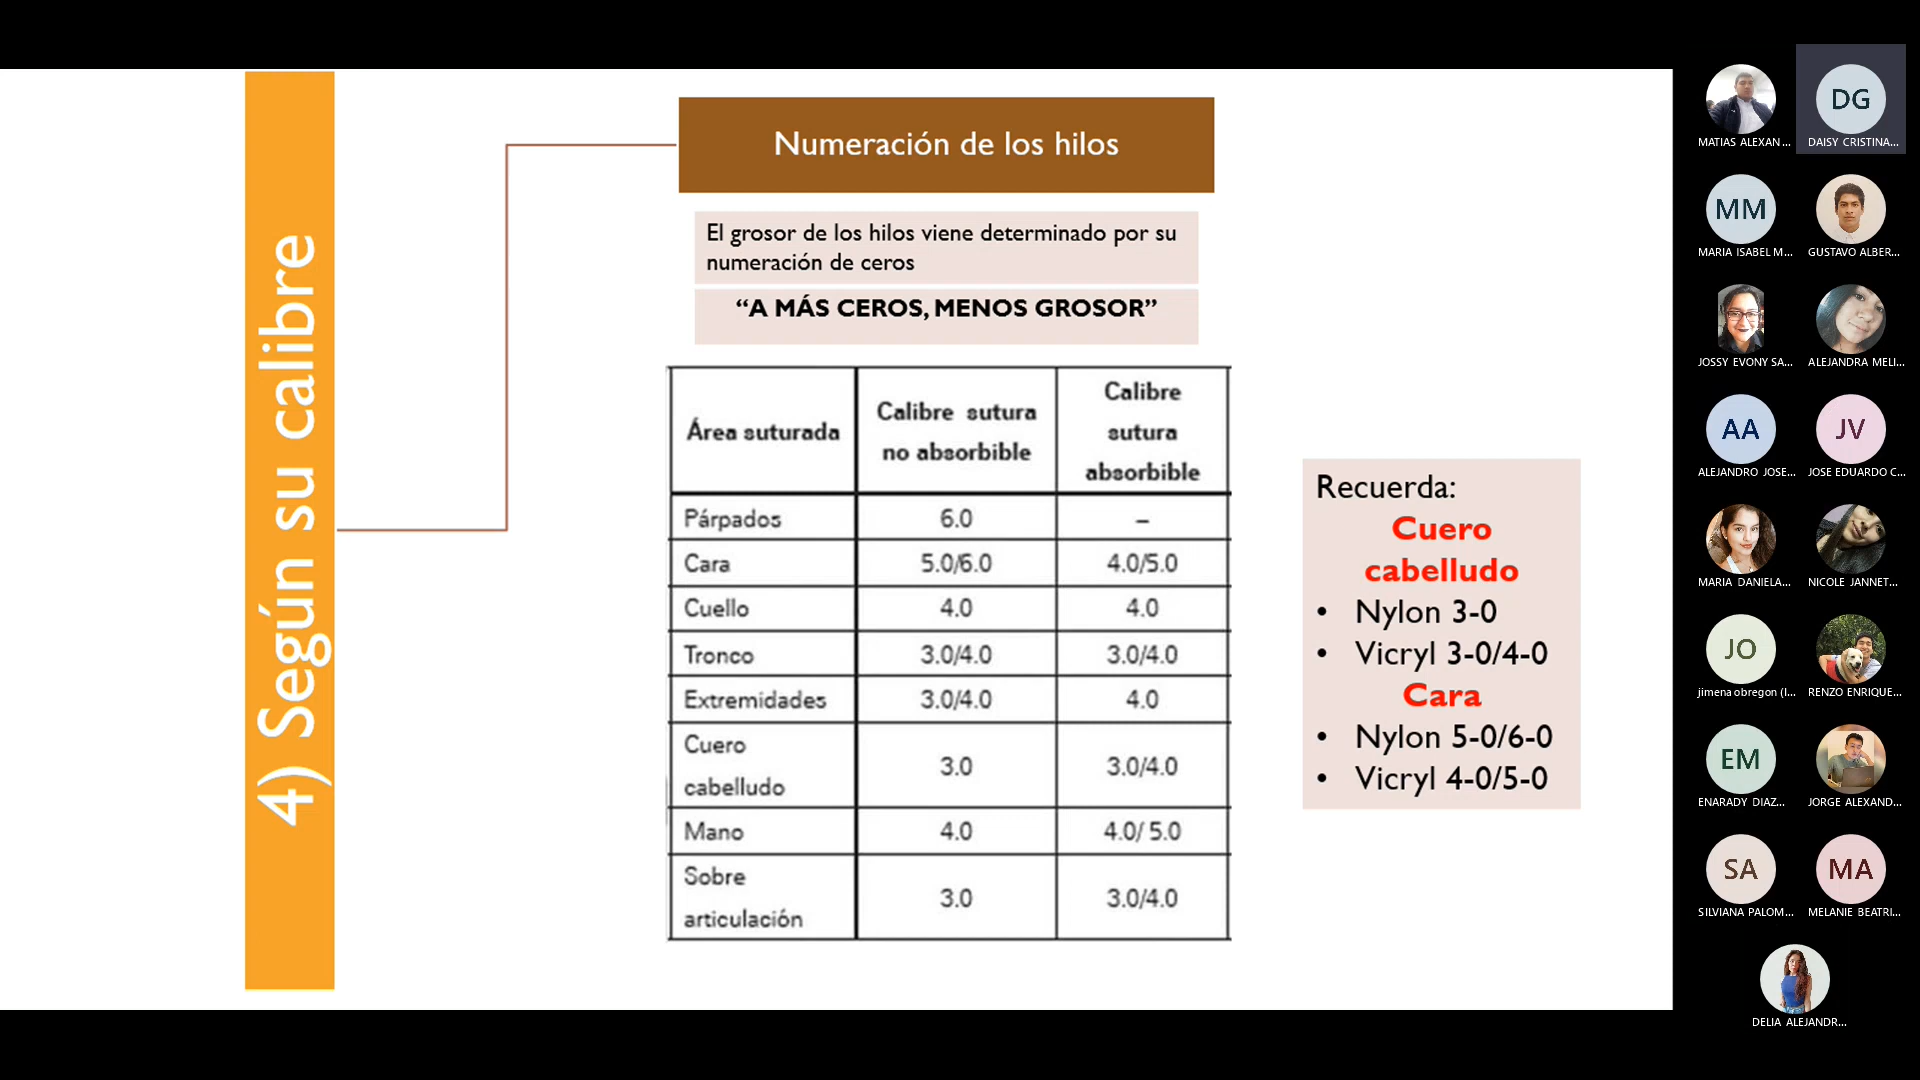 4) Según su calibre
Numeración de los hilos
El grosor de los hilos viene determinado por su
numeración de ceros
“A MÁS CEROS, MENOS GROSOR”
Área suturada
Calibre sutura
no absorbible
Calibre
sutura
absorbible
Párpados 6.0 –
Cara 5.0/6.0 4.0/5.0
Cuello 4.0 4.0
Tronco 3.0/4.0 3.0/4.0
Extremidades 3.0/4.0 4.0
Cuero
cabelludo 3.0 3.0/4.0
Mano 4.0 4.0/ 5.0
Sobre
articulación 3.0 3.0/4.0
Recuerda:
Cuero
cabelludo
• Nylon 3-0
• Vicryl 3-0/4-0
Cara
• Nylon 5-0/6-0
• Vicryl 4-0/5-0
DG
MATIAS ALEXAN... DAISY CRISTINA...
MM
MARIA ISABEL M... GUSTAVO ALBER...
JOSSY EVONY SA... ALEJANDRA MELI...
AA JV
ALEJANDRO JOSE... JOSE EDUARDO C...
MARIA DANIELA... NICOLE JANNET...
JO
jimena obregon (I... RENZO ENRIQUE...
EM
ENARADY DIAZ... JORGE ALEXAND...
SA MA
SILVIANA PALOM... MELANIE BEATRI...
DELIA ALEJANDR...